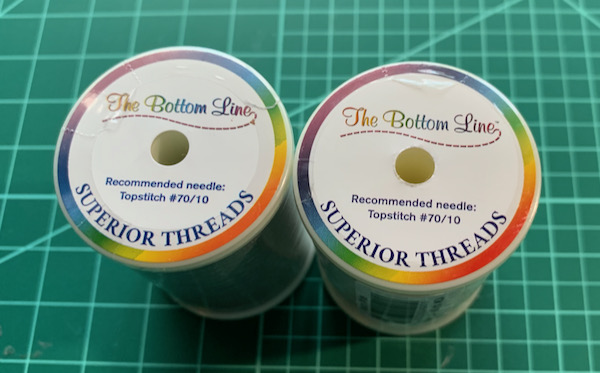 The Bottom Line
Recommended needle:
Topstitch #70/10
SUPERIOR THREADS
The Bottom Line™
Recommended needle:
Topstitch #70/10
SUPERIOR THREADS